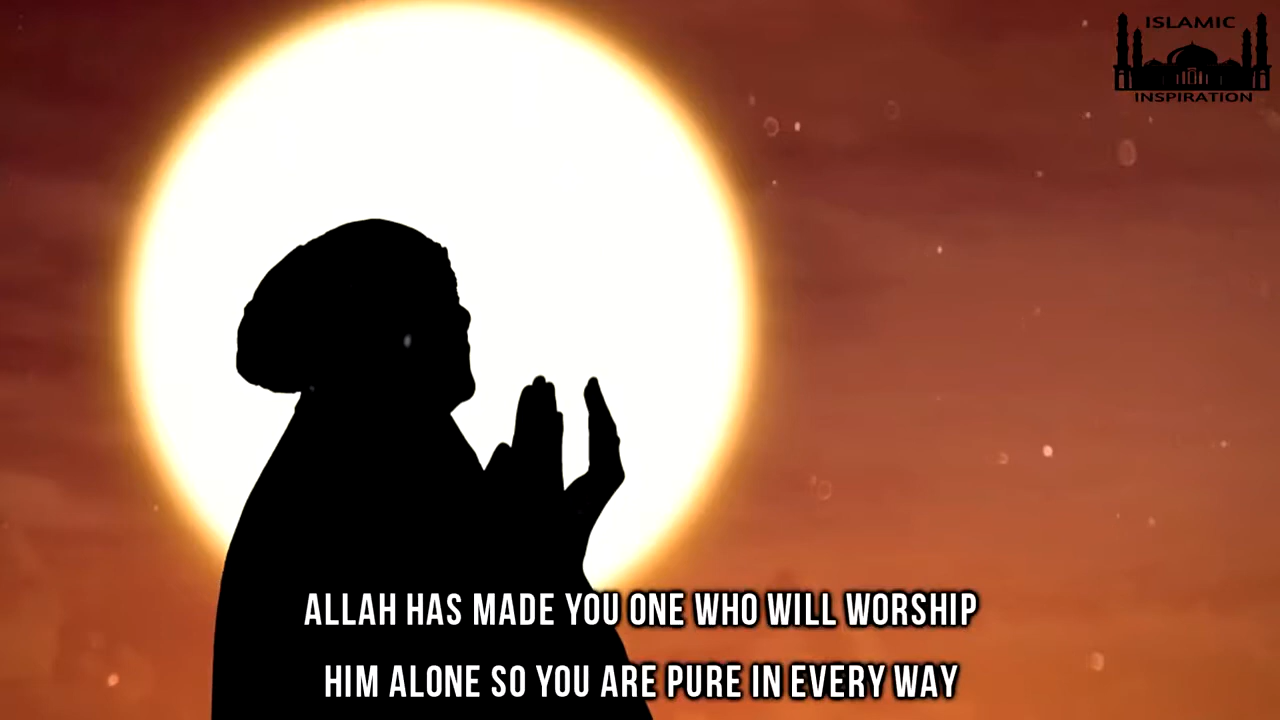 ISLAMIC
INSPIRATION
ALLAH HAS MADE YOU ONE WHO WILL WORSHIP
HIM ALONE SO YOU ARE PURE IN EVERY WAY